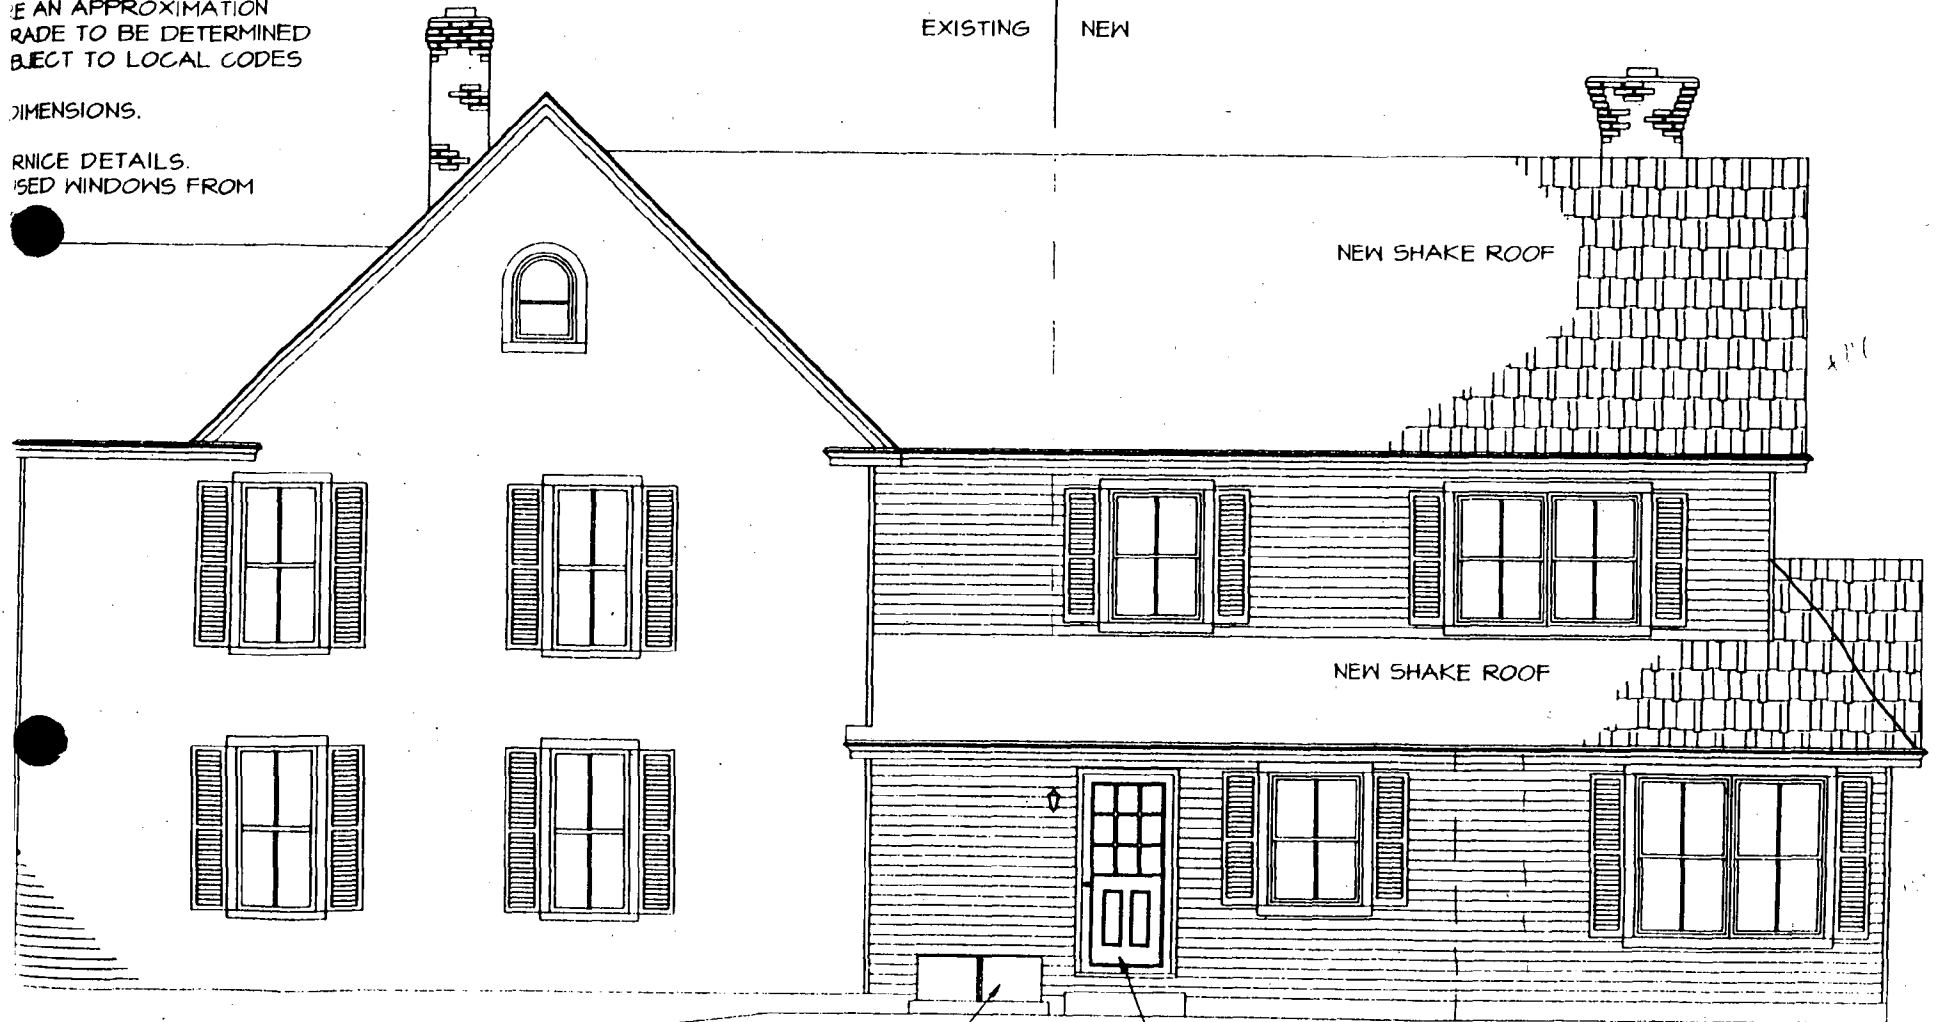 E AN APPROXIMATION
RADE TO BE DETERMINED
BJECT TO LOCAL CODES
DIMENSIONS.
RNICE DETAILS.
SED WINDOWS FROM
EXISTING
NEW
NEW SHAKE ROOF
NEW SHAKE ROOF